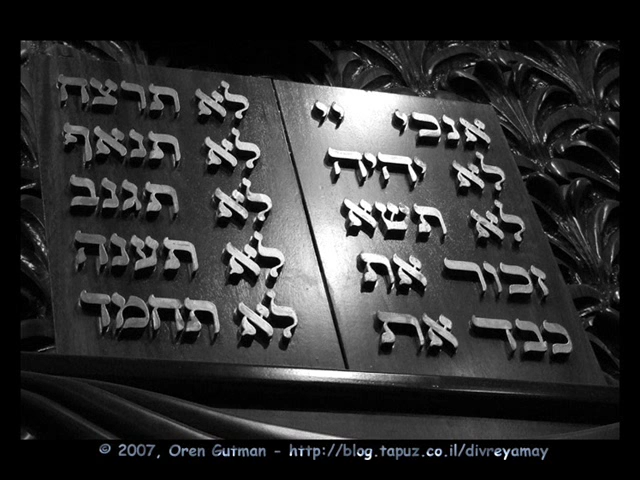 אנכי יי
לא יהיה
לא תשא
זכור את
כבד את
לא תרצח
לא תנאף
לא תגנב
לא תענה
לא תחמד
© 2007, Oren Gutman - http://blog.tapuz.co.il/divreyamay